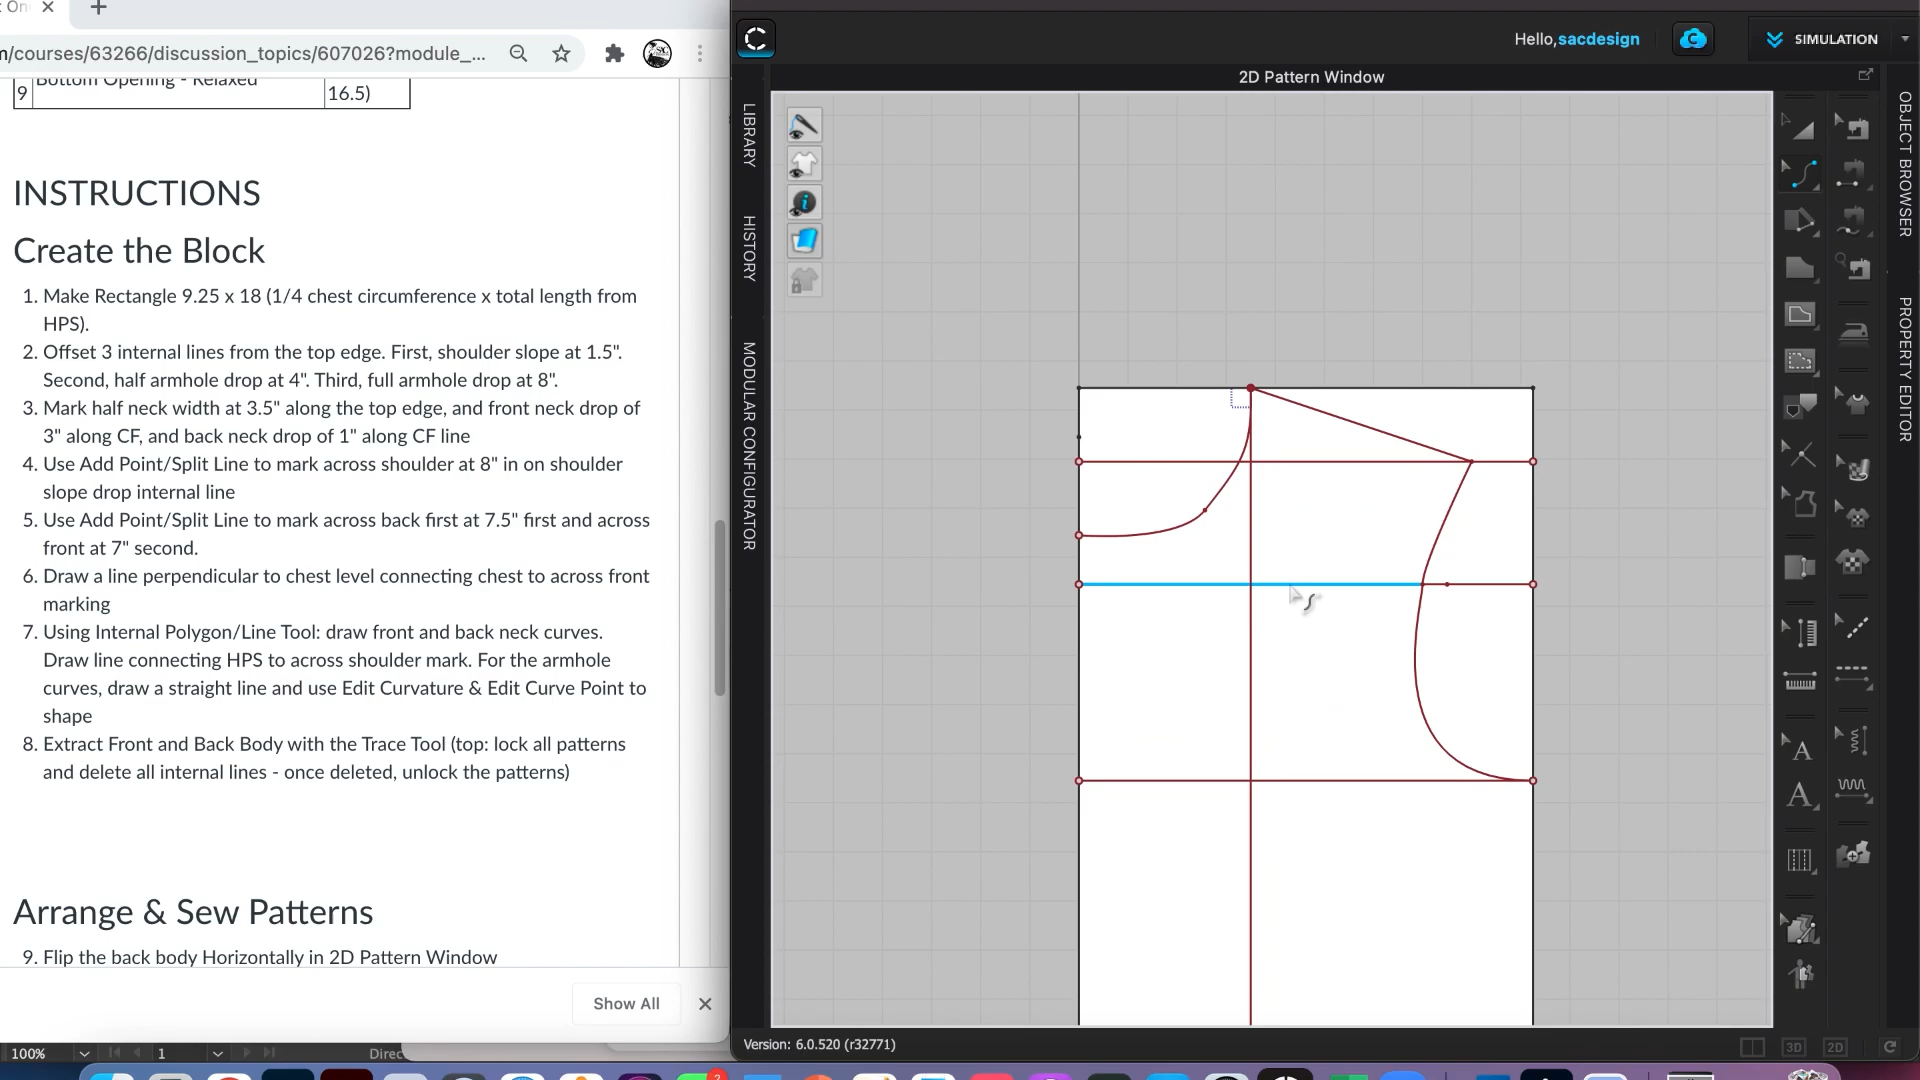 t On
m/courses/63266/discussion_topics/607026?module_...
Hello,sacdesign
SIMULATION
2D Pattern Window
LIBRARY
HISTORY
MODULAR CONFIGURATOR
OBJECT BROWSER
PROPERTY EDITOR
9
Bottom Opening - Relaxed
16.5)
INSTRUCTIONS
Create the Block
1. Make Rectangle 9.25 x 18 (1/4 chest circumference x total length from
HPS).
2. Offset 3 internal lines from the top edge. First, shoulder slope at 1.5".
Second, half armhole drop at 4". Third, full armhole drop at 8".
3. Mark half neck width at 3.5" along the top edge, and front neck drop of
3" along CF, and back neck drop of 1" along CF line
4. Use Add Point/Split Line to mark across shoulder at 8" in on shoulder
slope drop internal line
5. Use Add Point/Split Line to mark across back first at 7.5" first and across
front at 7" second.
6. Draw a line perpendicular to chest level connecting chest to across front
marking
7. Using Internal Polygon/Line Tool: draw front and back neck curves.
Draw line connecting HPS to across shoulder mark. For the armhole
curves, draw a straight line and use Edit Curvature & Edit Curve Point to
shape
8. Extract Front and Back Body with the Trace Tool (top: lock all patterns
and delete all internal lines - once deleted, unlock the patterns)
Arrange & Sew Patterns
9. Flip the back body Horizontally in 2D Pattern Window
Show All
Version: 6.0.520 (r32771)
3D
2D
100%
1
Direc
2